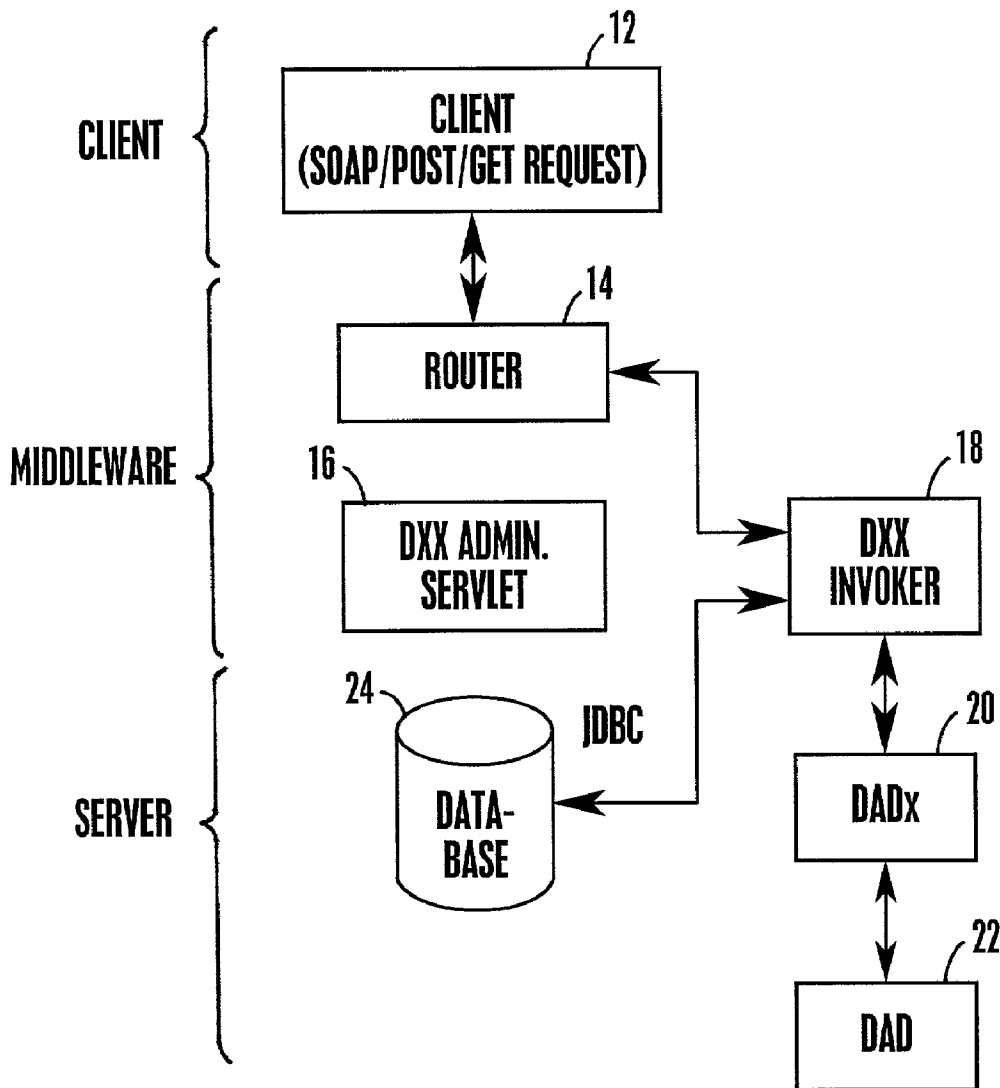 12
CLIENT
CLIENT
(SOAP/POST/GET REQUEST)
14
ROUTER
MIDDLEWARE
16
18
DXX ADMIN.
SERVLET
DXX
INVOKER
24
JDBC
20
SERVER
DATA-
BASE
DADx
22
DAD